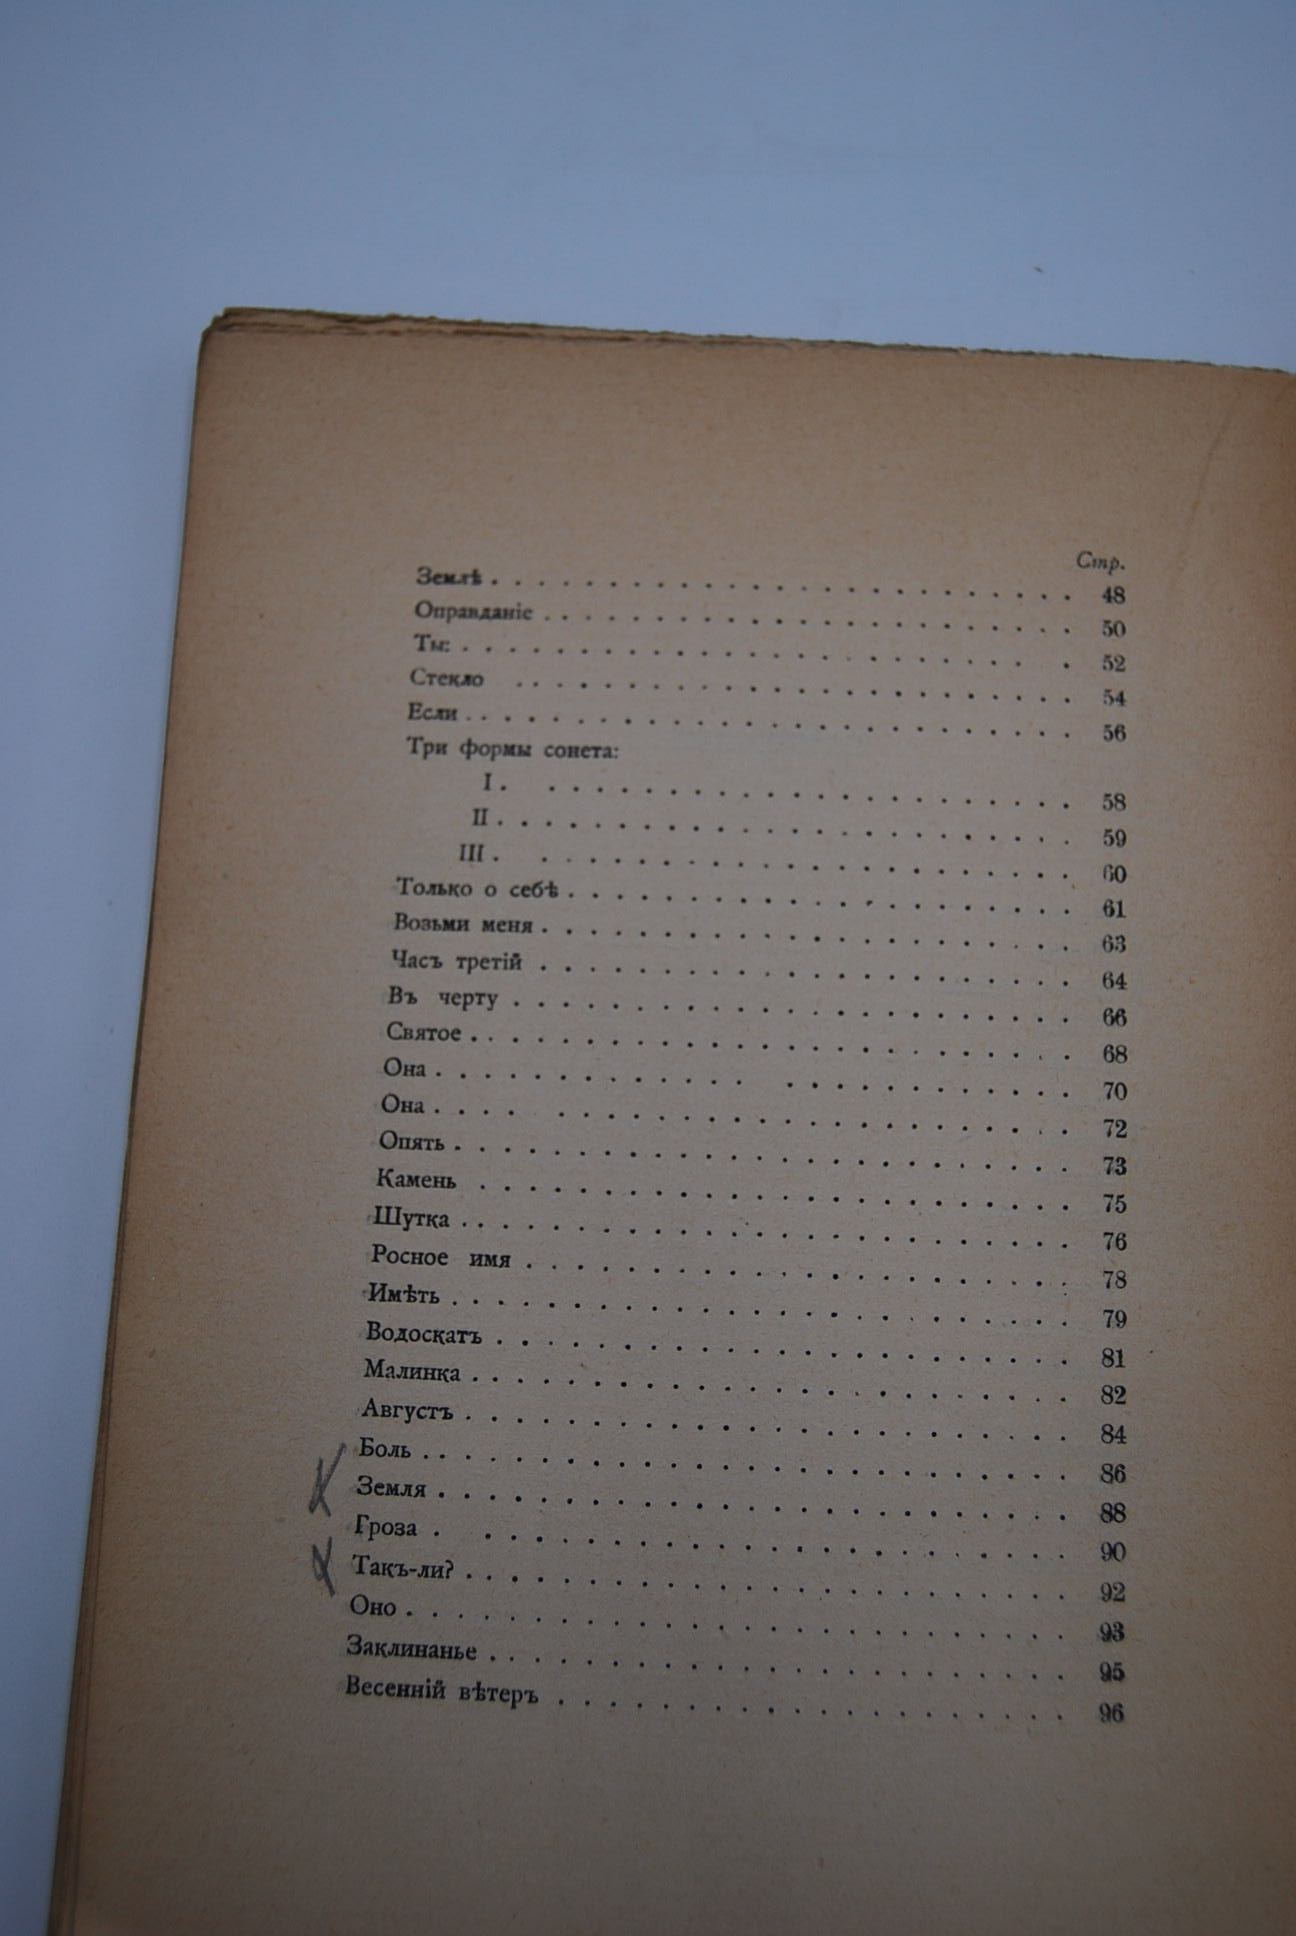 Стр.
Землѣ . . . . . . . . . . . . . . . . . . . . . . . . 48
Оправданіе . . . . . . . . . . . . . . . . . . . . . . 50
Ты: . . . . . . . . . . . . . . . . . . . . . . . . 52
Стекло . . . . . . . . . . . . . . . . . . . . . . . 54
Если . . . . . . . . . . . . . . . . . . . . . . . . 56
Три формы сонета:
I . . . . . . . . . . . . . . . . . . . . . . . 58
II . . . . . . . . . . . . . . . . . . . . . . . 59
III . . . . . . . . . . . . . . . . . . . . . . . 60
Только о себѣ . . . . . . . . . . . . . . . . . . . . . 61
Возьми меня . . . . . . . . . . . . . . . . . . . . . . 63
Часъ третій . . . . . . . . . . . . . . . . . . . . . . 64
Въ черту . . . . . . . . . . . . . . . . . . . . . . . 66
Святое . . . . . . . . . . . . . . . . . . . . . . . . 68
Она . . . . . . . . . . . . . . . . . . . . . . . . . 70
Она . . . . . . . . . . . . . . . . . . . . . . . . . 72
Опять . . . . . . . . . . . . . . . . . . . . . . . . 73
Камень . . . . . . . . . . . . . . . . . . . . . . . . 75
Шутка . . . . . . . . . . . . . . . . . . . . . . . . 76
Росное имя . . . . . . . . . . . . . . . . . . . . . . 78
Имѣть . . . . . . . . . . . . . . . . . . . . . . . . 79
Водоскатъ . . . . . . . . . . . . . . . . . . . . . . . 81
Малинка . . . . . . . . . . . . . . . . . . . . . . . . 82
Августъ . . . . . . . . . . . . . . . . . . . . . . . . 84
Боль . . . . . . . . . . . . . . . . . . . . . . . . . 86
Земля . . . . . . . . . . . . . . . . . . . . . . . . . 88
Гроза . . . . . . . . . . . . . . . . . . . . . . . . . 90
Такъ-ли? . . . . . . . . . . . . . . . . . . . . . . . . 92
Оно . . . . . . . . . . . . . . . . . . . . . . . . . . 93
Заклинанье . . . . . . . . . . . . . . . . . . . . . . . 95
Весенній вѣтеръ . . . . . . . . . . . . . . . . . . . . . 96